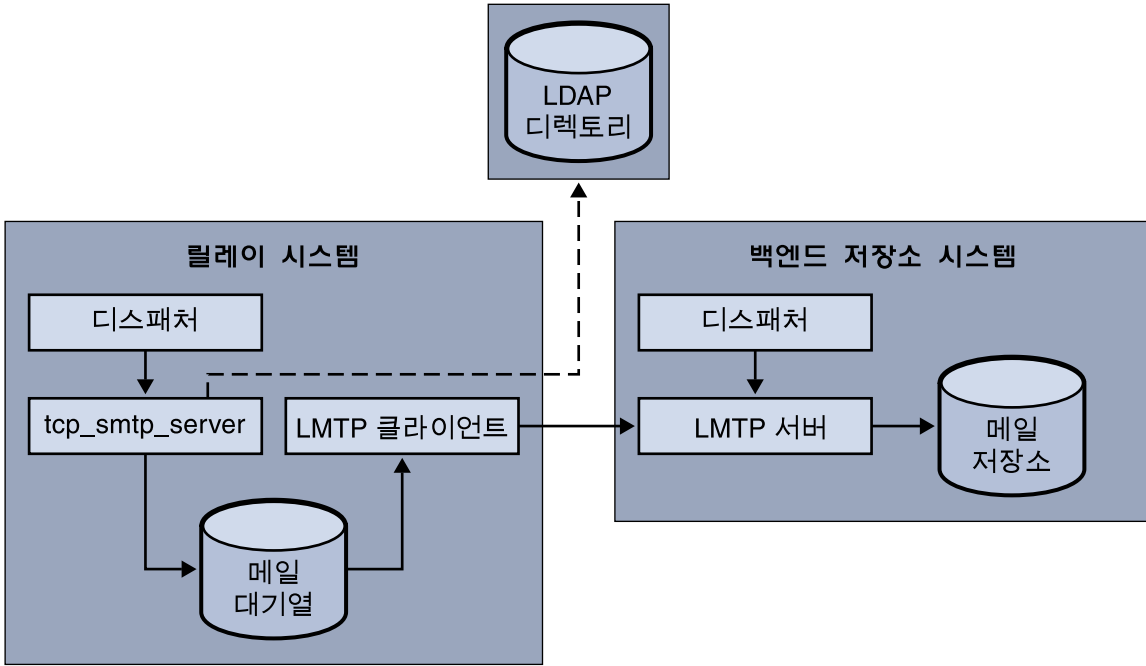 LDAP
디렉토리
릴레이 시스템
디스패처
tcp_smtp_server
LMTP 클라이언트
메일
대기열
백엔드 저장소 시스템
디스패처
LMTP 서버
메일
저장소